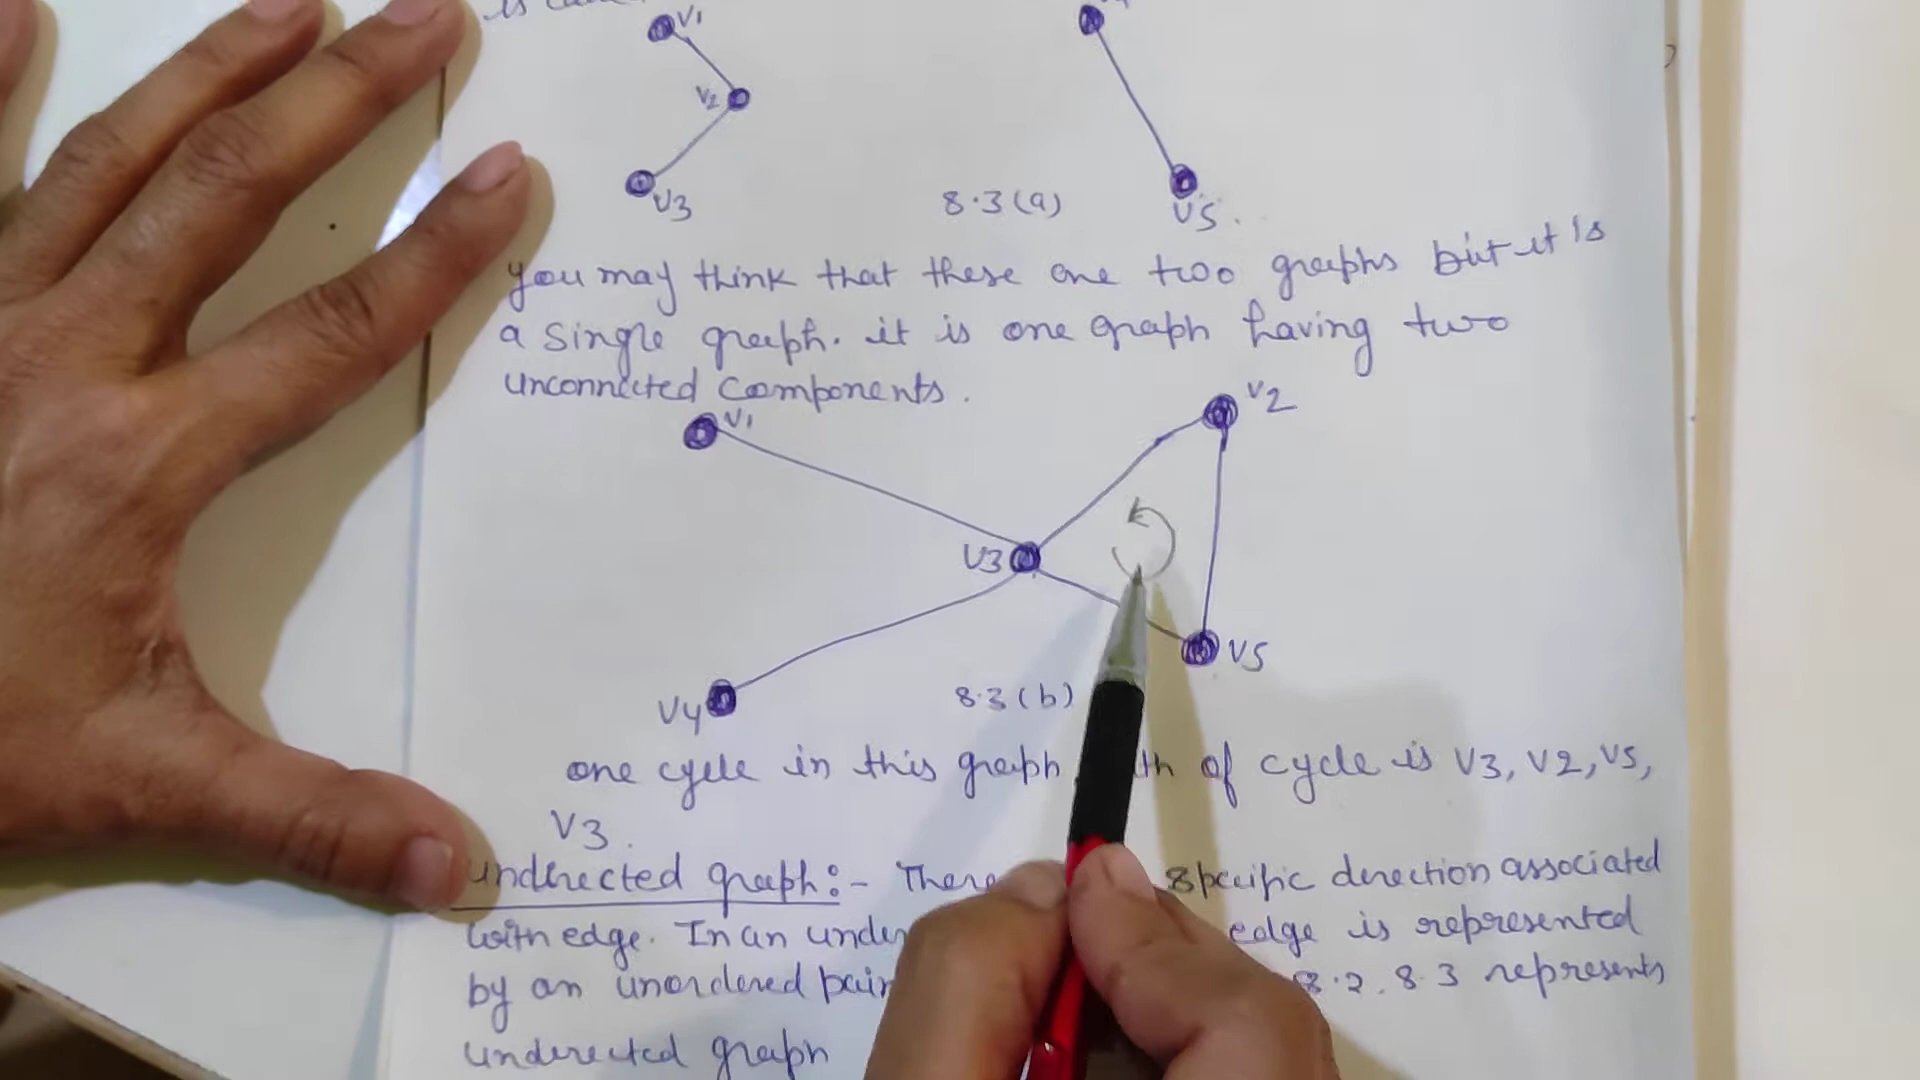 is
V1
V2
V3
8.3(a)
V5.
you may think that these one two graphs but it is
a single graph. it is one graph having two
unconnected components.
V1
V2
V3
V5
V4
8.3(b)
one cycle in this graph of cycle is V3, V2, V5,
V3.
undirected graph:- There specific direction associated
with edge. In an edge is represented
by an unordered pair 8.2, 8.3 represents
undirected graph